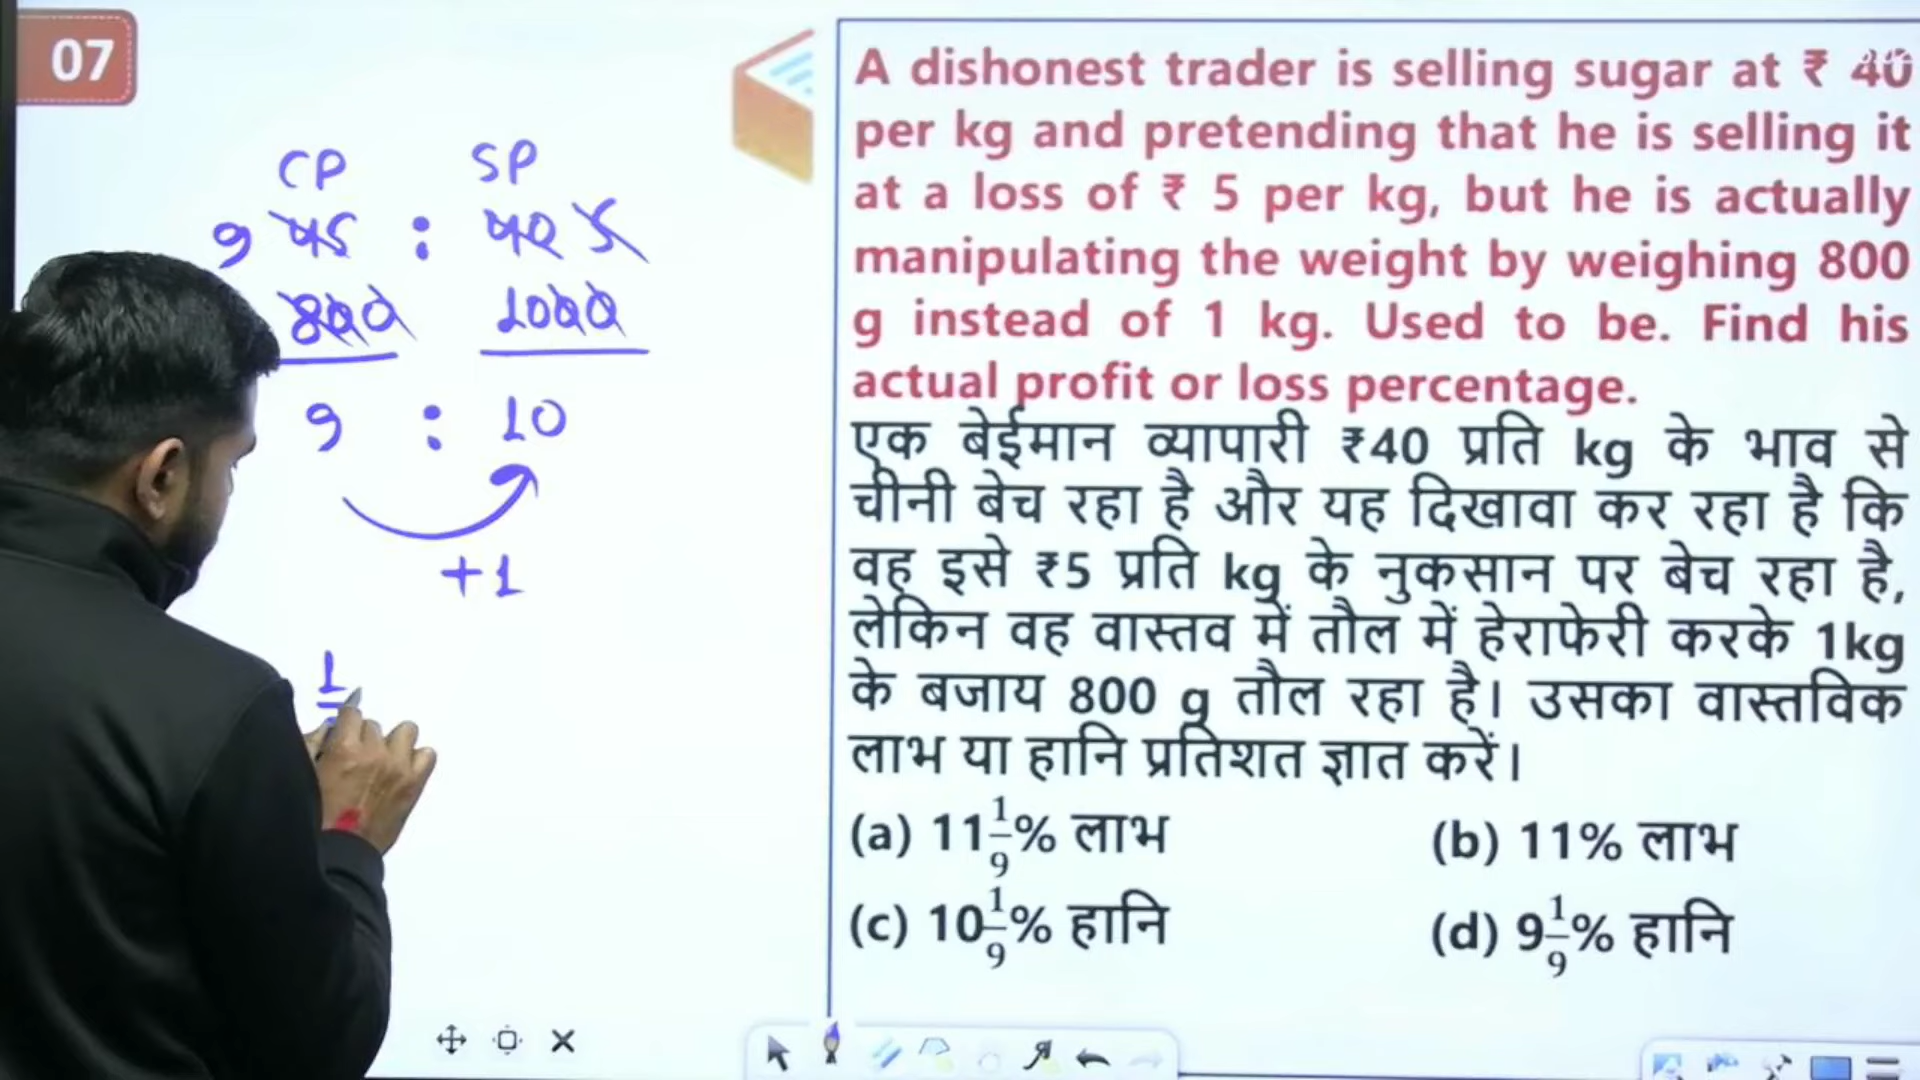 07
CP SP
9 45 : 40 5
800 1000
9 : 10
+1
1
A dishonest trader is selling sugar at ₹ 40
per kg and pretending that he is selling it
at a loss of ₹ 5 per kg, but he is actually
manipulating the weight by weighing 800
g instead of 1 kg. Used to be. Find his
actual profit or loss percentage.
एक बेईमान व्यापारी ₹40 प्रति kg के भाव से
चीनी बेच रहा है और यह दिखावा कर रहा है कि
वह इसे ₹5 प्रति kg के नुकसान पर बेच रहा है,
लेकिन वह वास्तव में तौल में हेराफेरी करके 1kg
के बजाय 800 g तौल रहा है। उसका वास्तविक
लाभ या हानि प्रतिशत ज्ञात करें।
(a) 11 1/9% लाभ (b) 11% लाभ
(c) 10 1/9% हानि (d) 9 1/9% हानि